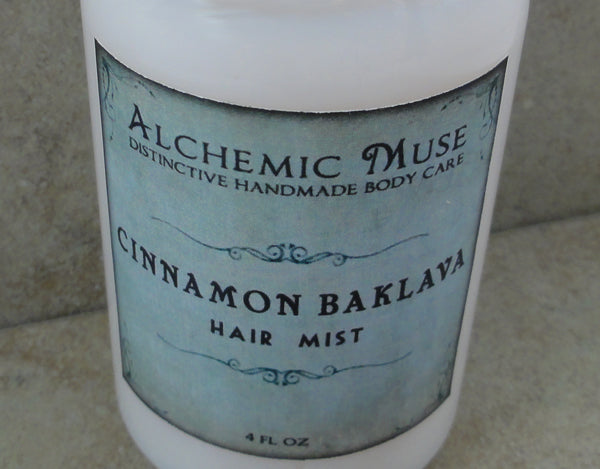 ALCHEMIC MUSE
DISTINCTIVE HANDMADE BODY CARE
CINNAMON BAKLAVA
HAIR MIST
4 FL OZ